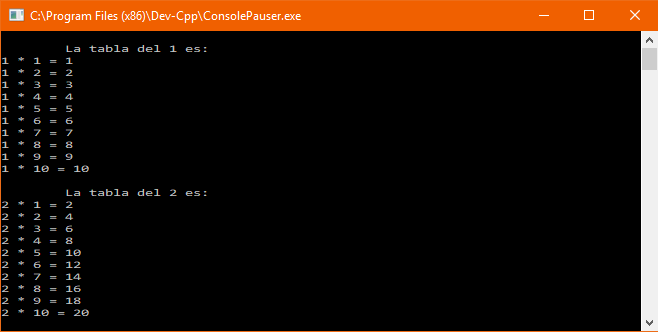 C:\Program Files (x86)\Dev-Cpp\ConsolePauser.exe
La tabla del 1 es:
1 * 1 = 1
1 * 2 = 2
1 * 3 = 3
1 * 4 = 4
1 * 5 = 5
1 * 6 = 6
1 * 7 = 7
1 * 8 = 8
1 * 9 = 9
1 * 10 = 10
La tabla del 2 es:
2 * 1 = 2
2 * 2 = 4
2 * 3 = 6
2 * 4 = 8
2 * 5 = 10
2 * 6 = 12
2 * 7 = 14
2 * 8 = 16
2 * 9 = 18
2 * 10 = 20